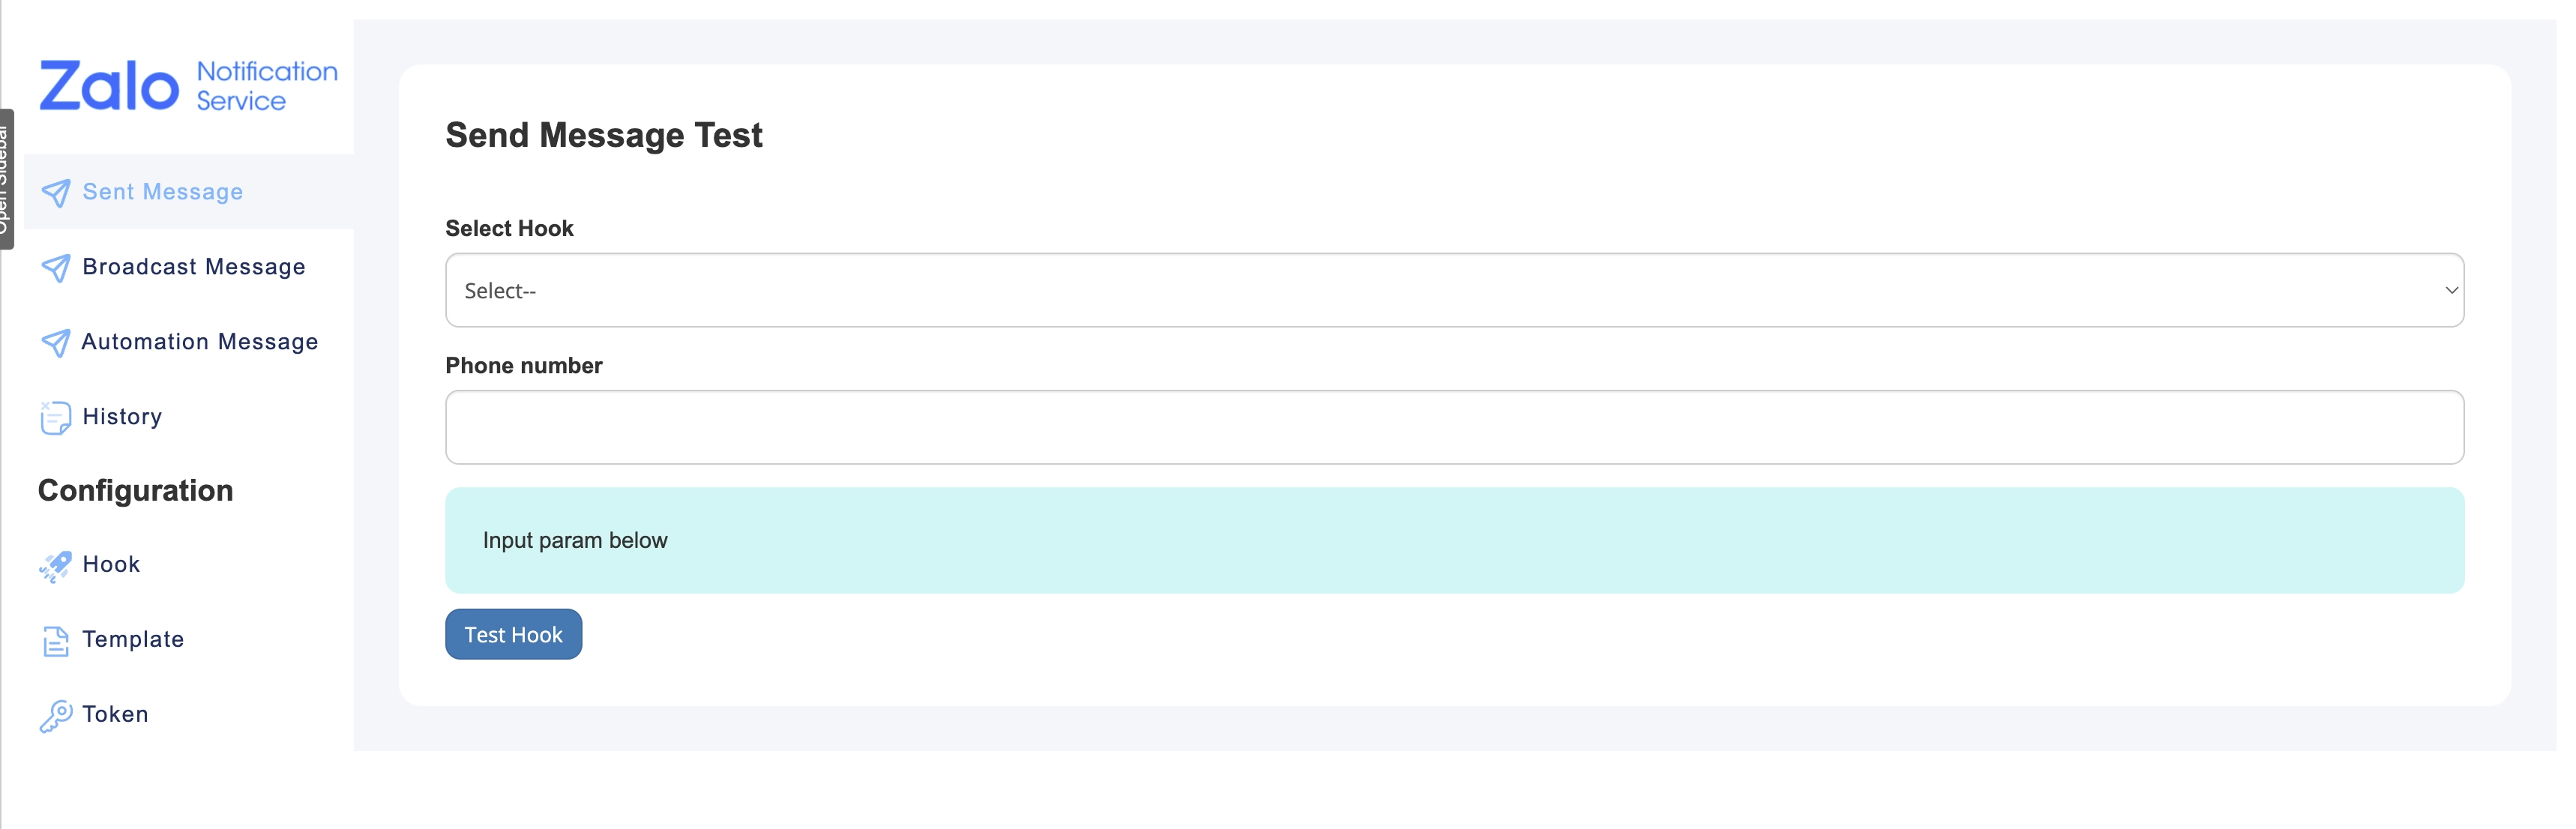 Zalo Notification
Service
Open Sidebar
Sent Message
Broadcast Message
Automation Message
History
Configuration
Hook
Template
Token
Send Message Test
Select Hook
Select--
Phone number
Input param below
Test Hook